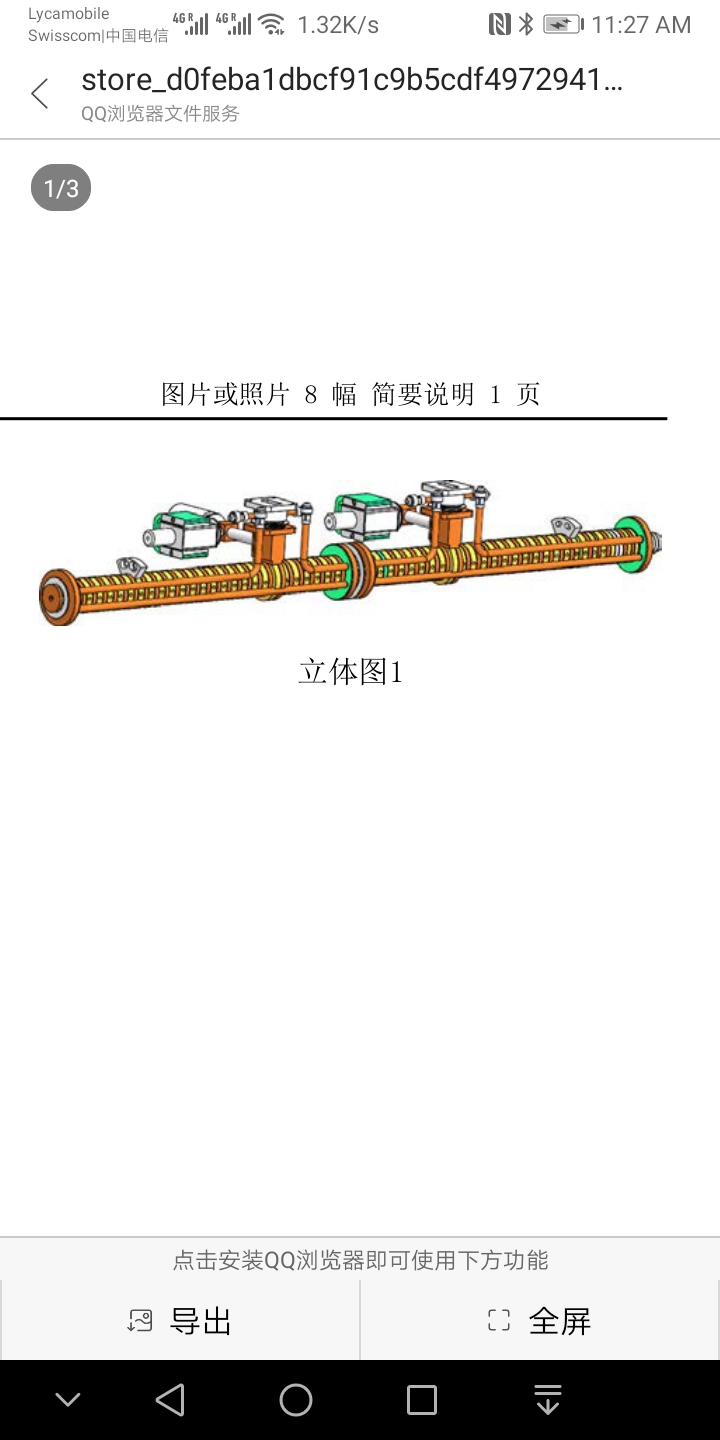 Lycamobile
Swisscom|中国电信
4G R 4G R 1.32K/s 11:27 AM
store_d0feba1dbcf91c9b5cdf4972941...
QQ浏览器文件服务
1/3
图片或照片 8 幅 简要说明 1 页
立体图1
点击安装QQ浏览器即可使用下方功能
导出 全屏